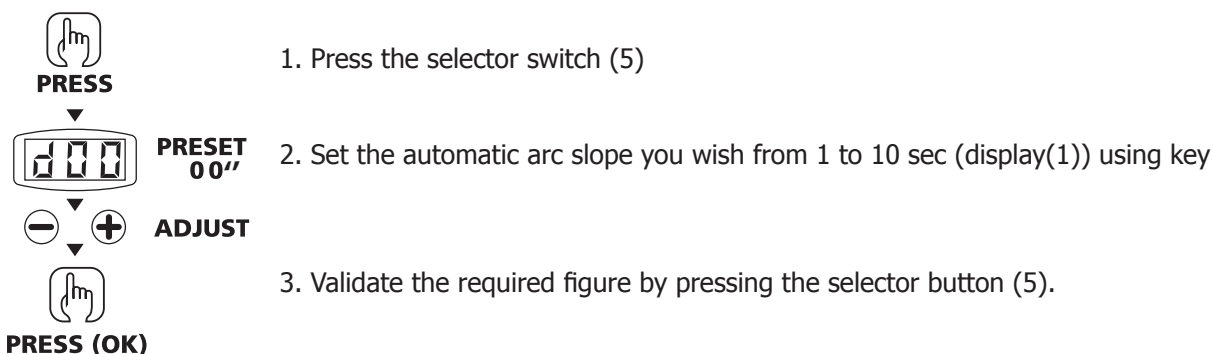 PRESS
1. Press the selector switch (5)
d00
PRESET
00″
2. Set the automatic arc slope you wish from 1 to 10 sec (display(1)) using key
ADJUST
3. Validate the required figure by pressing the selector button (5).
PRESS (OK)